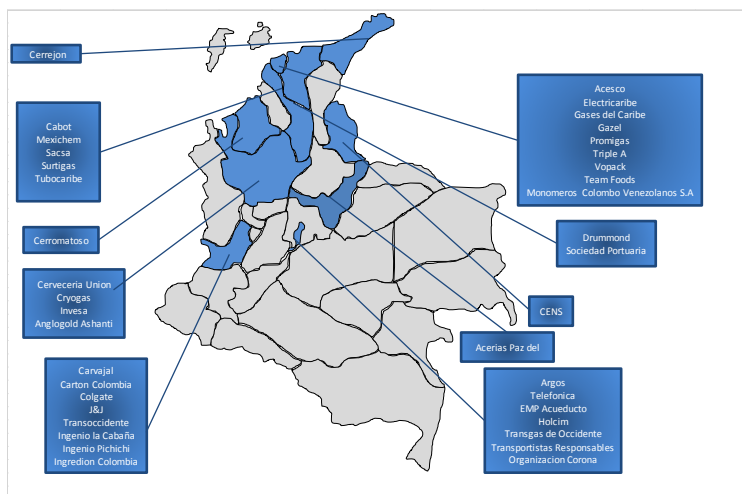 Cerrejon
Cabot
Mexichem
Sacsa
Surtigas
Tubocaribe
Cerromatoso
Cerveceria Union
Cryogas
Invesa
Anglogold Ashanti
Carvajal
Carton Colombia
Colgate
J&J
Transoccidente
Ingenio la Cabaña
Ingenio Pichichi
Ingredion Colombia
Acesco
Electricaribe
Gases del Caribe
Gazel
Promigas
Triple A
Vopack
Team Foods
Monomeros Colombo Venezolanos S.A
Drummond
Sociedad Portuaria
CENS
Acerias Paz del
Argos
Telefonica
EMP Acueducto
Holcim
Transgas de Occidente
Transportistas Responsables
Organizacion Corona